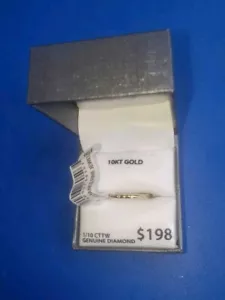 10KT GOLD
1/10 CTTW
GENUINE DIAMOND
$198